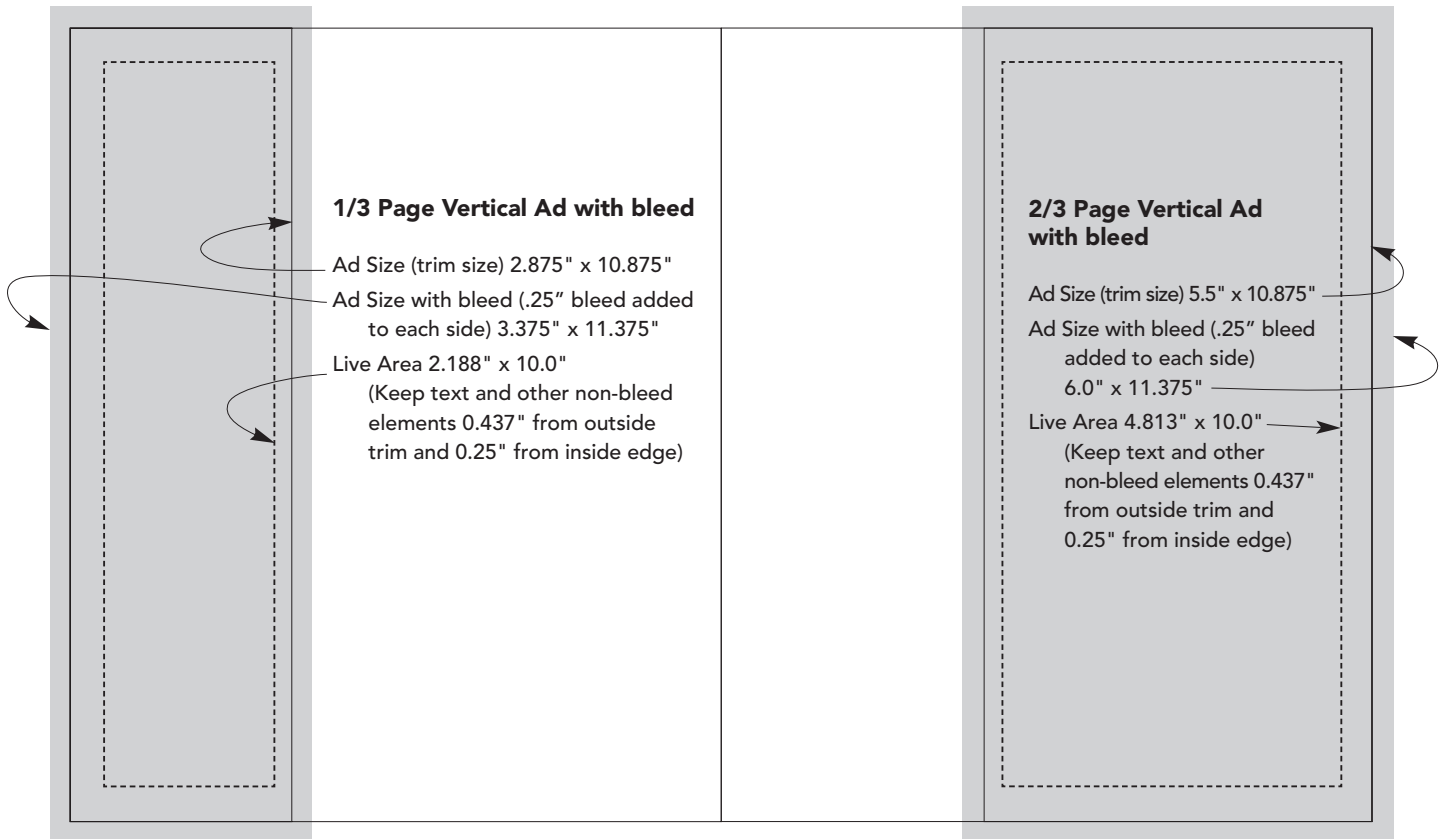 1/3 Page Vertical Ad with bleed
Ad Size (trim size) 2.875" x 10.875"
Ad Size with bleed (.25” bleed added
to each side) 3.375" x 11.375"
Live Area 2.188" x 10.0"
(Keep text and other non-bleed
elements 0.437" from outside
trim and 0.25" from inside edge)
2/3 Page Vertical Ad
with bleed
Ad Size (trim size) 5.5" x 10.875"
Ad Size with bleed (.25” bleed
added to each side)
6.0" x 11.375"
Live Area 4.813" x 10.0"
(Keep text and other
non-bleed elements 0.437"
from outside trim and
0.25" from inside edge)